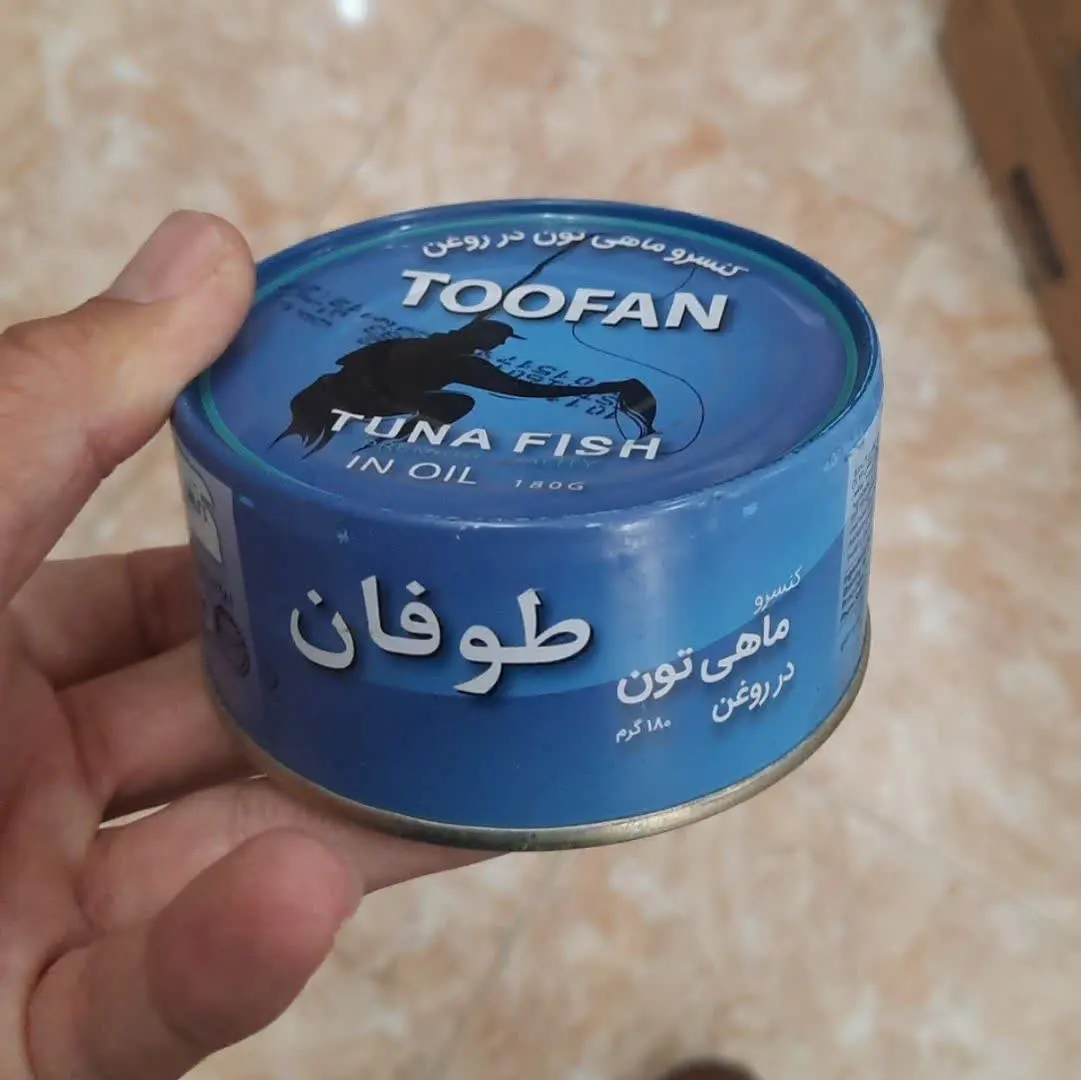 کنسرو ماهی تون در روغن
TOOFAN
TUNA FISH
IN OIL 180G
طوفان
کنسرو
ماهی تون
در روغن
۱۸۰ گرم